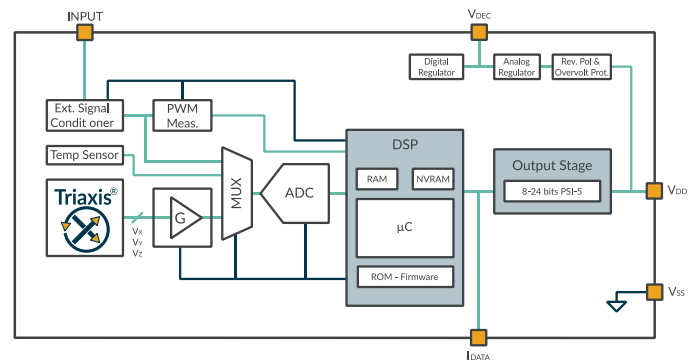 INPUT
VDEC
Digital
Regulator
Analog
Regulator
Rev. Pol &
Overvolt Prot.
Ext. Signal
Condit oner
PWM
Meas.
Temp Sensor
Triaxis®
VX
VY
VZ
G
MUX
ADC
DSP
RAM
NVRAM
µC
ROM - Firmware
Output Stage
8-24 bits PSI-5
VDD
VSS
IDATA